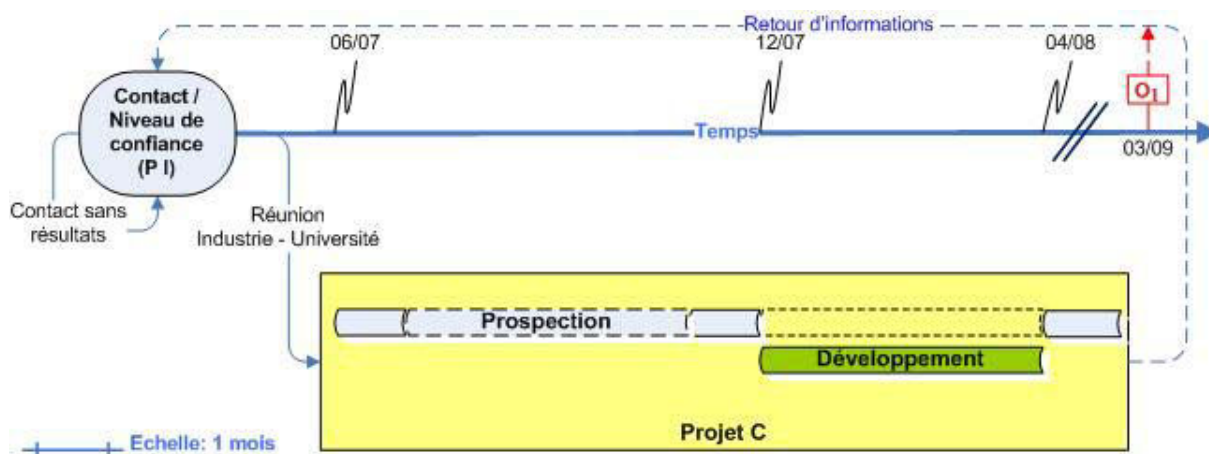 Retour d'informations
06/07
12/07
04/08
Contact /
Niveau de
confiance
(P I)
O1
Temps
03/09
Contact sans
résultats
Réunion
Industrie - Université
Prospection
Développement
Projet C
Echelle: 1 mois